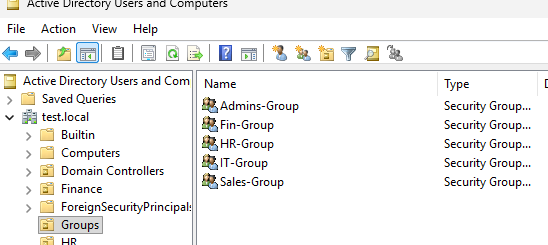 Active Directory Users and Computers
File Action View Help
Active Directory Users and Com
Saved Queries
test.local
Builtin
Computers
Domain Controllers
Finance
ForeignSecurityPrincipals
Groups
HR
Name Type
Admins-Group Security Group...
Fin-Group Security Group...
HR-Group Security Group...
IT-Group Security Group...
Sales-Group Security Group...